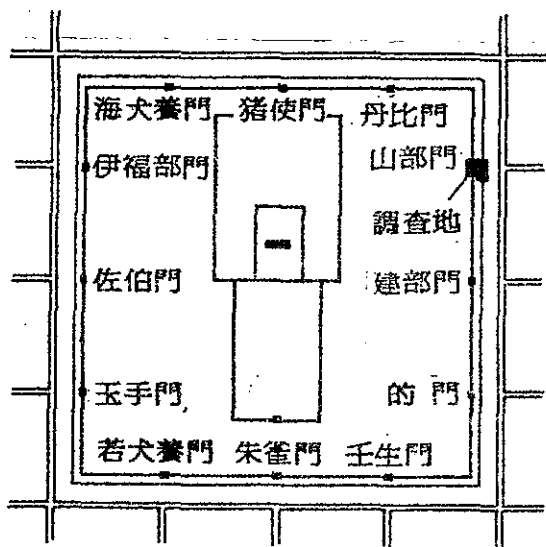 海犬養門 猪使門 丹比門
伊福部門 山部門
調査地
佐伯門 建部門
玉手門 的門
若犬養門 朱雀門 壬生門